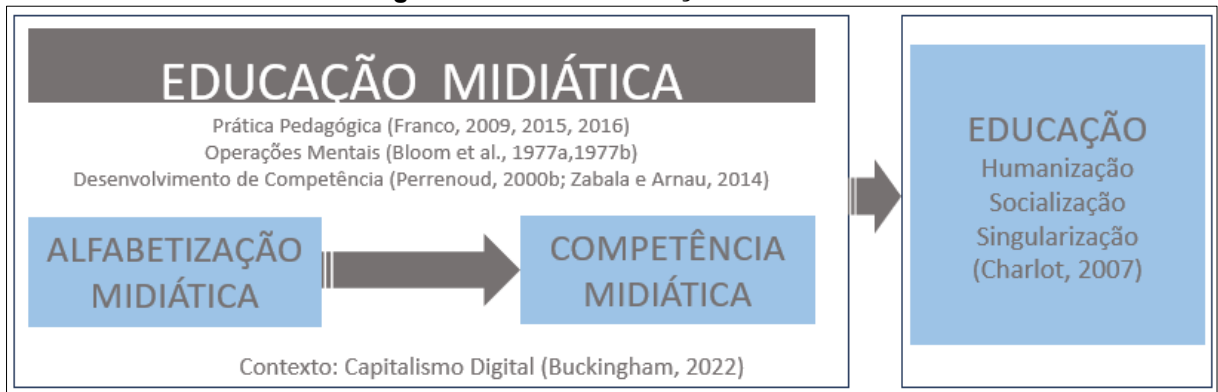 EDUCAÇÃO MIDIÁTICA
Prática Pedagógica (Franco, 2009, 2015, 2016)
Operações Mentais (Bloom et al., 1977a,1977b)
Desenvolvimento de Competência (Perrenoud, 2000b; Zabala e Arnau, 2014)
ALFABETIZAÇÃO
MIDIÁTICA
COMPETÊNCIA
MIDIÁTICA
Contexto: Capitalismo Digital (Buckingham, 2022)
EDUCAÇÃO
Humanização
Socialização
Singularização
(Charlot, 2007)